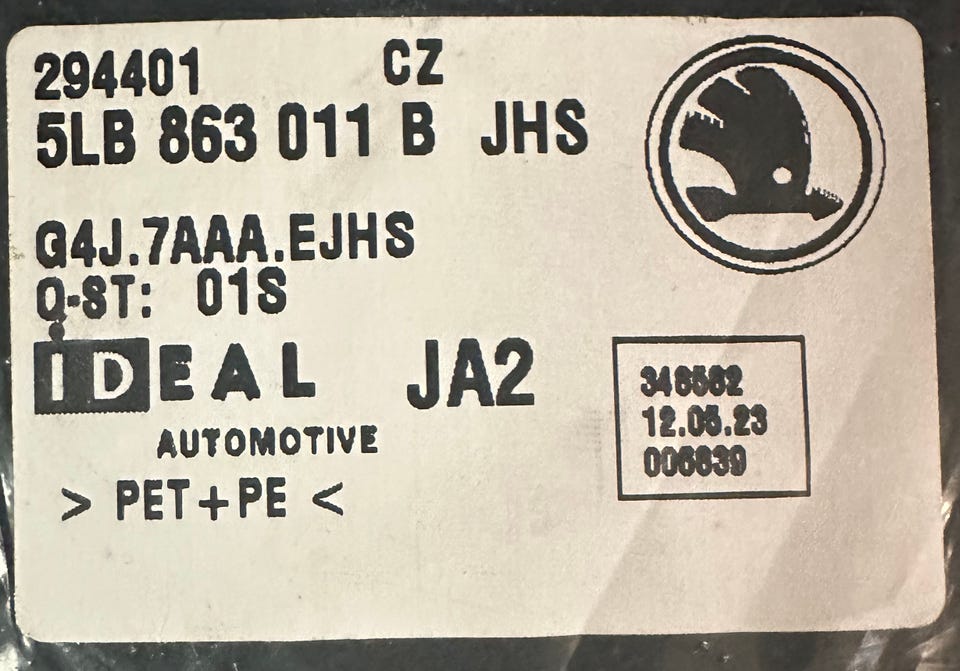 294401 CZ
5LB 863 011 B JHS
G4J.7AAA.EJHS
Q-ST: 01S
iDEAL JA2
AUTOMOTIVE
> PET+PE <
12.05.23